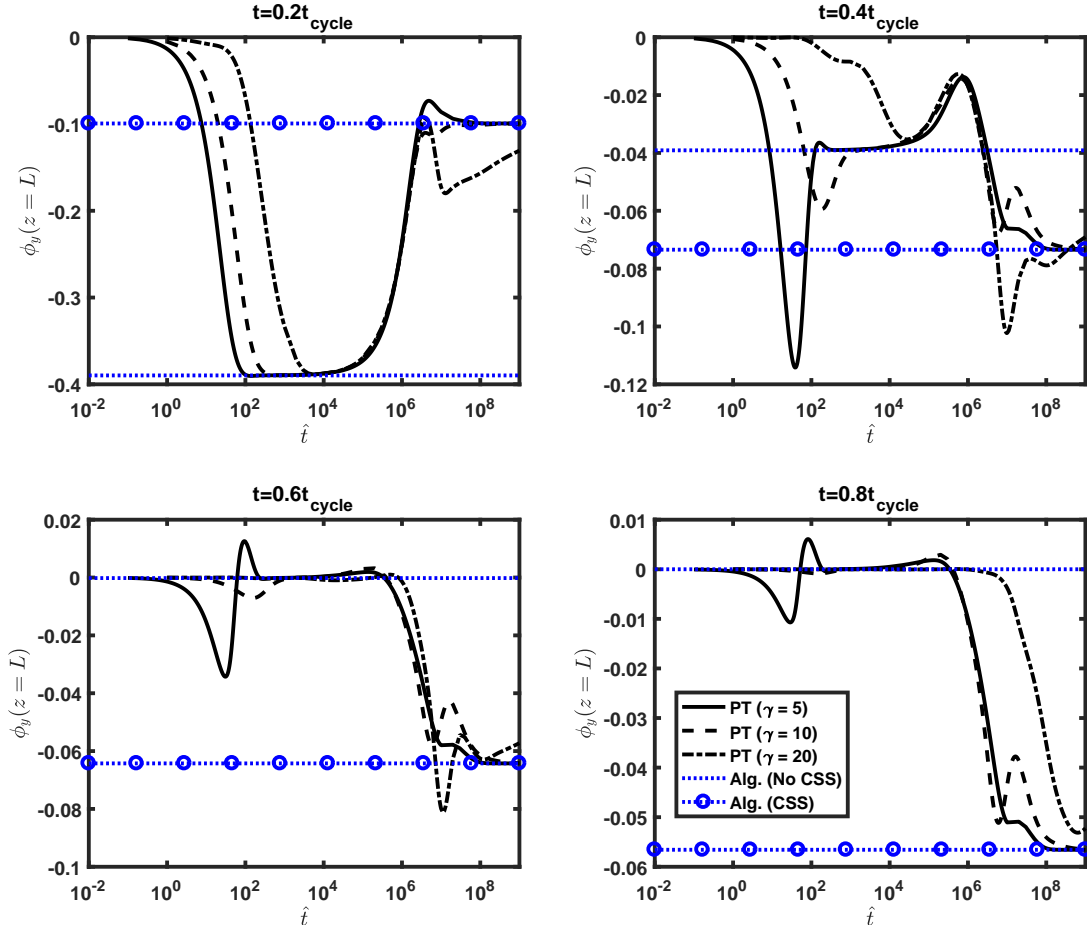 t=0.2t_cycle
0
-0.1
-0.2
-0.3
-0.4
ϕ_y(z = L)
10^-2 10^0 10^2 10^4 10^6 10^8
t̂
t=0.4t_cycle
0
-0.02
-0.04
-0.06
-0.08
-0.1
-0.12
ϕ_y(z = L)
10^-2 10^0 10^2 10^4 10^6 10^8
t̂
t=0.6t_cycle
0.02
0
-0.02
-0.04
-0.06
-0.08
-0.1
ϕ_y(z = L)
10^-2 10^0 10^2 10^4 10^6 10^8
t̂
t=0.8t_cycle
0.01
0
-0.01
-0.02
-0.03
-0.04
-0.05
-0.06
ϕ_y(z = L)
PT (γ = 5)
PT (γ = 10)
PT (γ = 20)
Alg. (No CSS)
Alg. (CSS)
10^-2 10^0 10^2 10^4 10^6 10^8
t̂